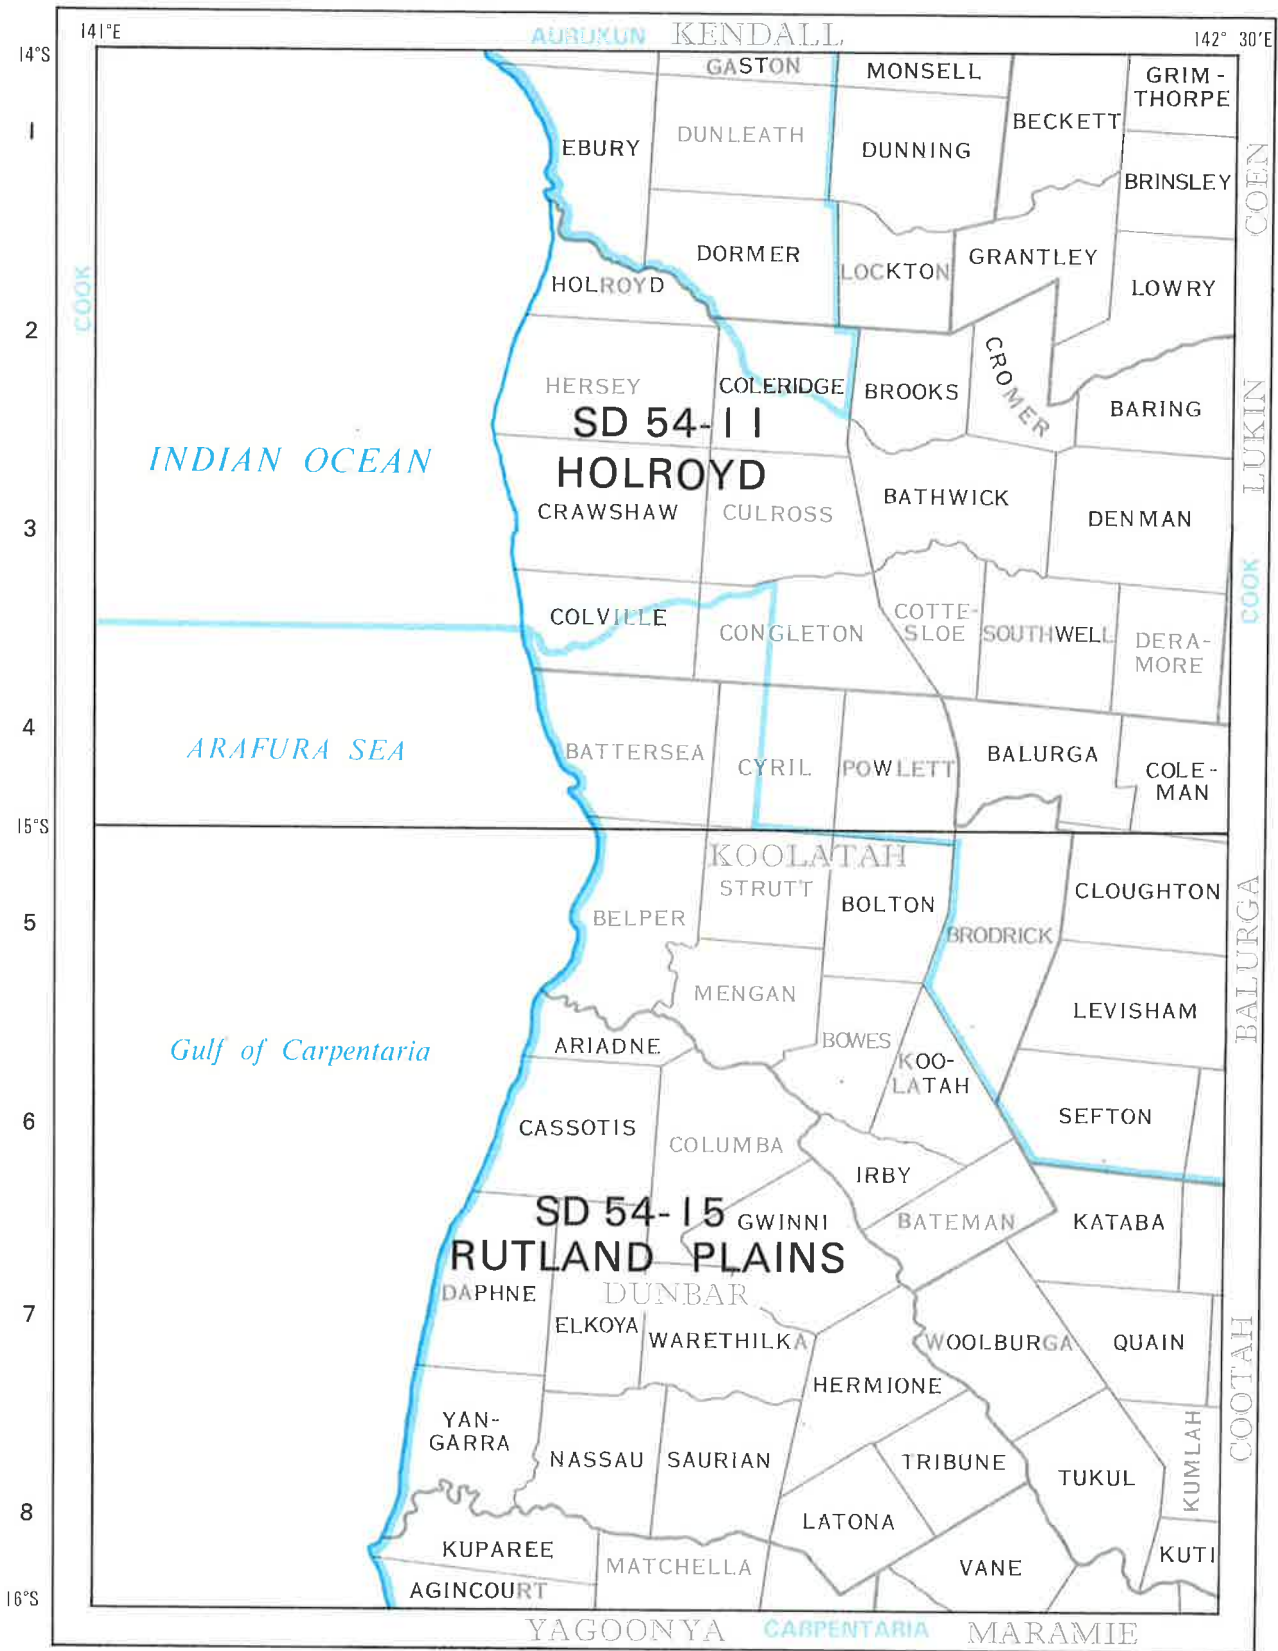 141°E
AURUKUN KENDALL
142° 30'E
14°S
GASTON
MONSELL
GRIM-
THORPE
1
BECKETT
EBURY
DUNLEATH
DUNNING
BRINSLEY
COEN
DORMER
LOCKTON
GRANTLEY
LOWRY
COOK
HOLROYD
2
HERSEY
COLERIDGE
BROOKS
CROMER
BARING
LUKIN
SD 54-11
HOLROYD
INDIAN OCEAN
CRAWSHAW
CULROSS
BATHWICK
DENMAN
3
COOK
COLVILLE
CONGLETON
COTTE-
SLOE
SOUTHWELL
DERA-
MORE
4
ARAFURA SEA
BATTERSEA
CYRIL
POWLETT
BALURGA
COLE-
MAN
15°S
KOOLATAH
STRUTT
BOLTON
CLOUGHTON
BALURGA
5
BELPER
BRODRICK
MENGAN
LEVISHAM
Gulf of Carpentaria
ARIADNE
BOWES
KOO-
LATAH
6
CASSOTIS
COLUMBA
SEFTON
IRBY
SD 54-15
RUTLAND PLAINS
GWINNI
BATEMAN
KATABA
DAPHNE
DUNBAR
7
ELKOYA
WARETHILKA
WOOLBURGA
QUAIN
COOTAH
HERMIONE
YAN-
GARRA
NASSAU
SAURIAN
TRIBUNE
TUKUL
KUMLAH
8
LATONA
KUPAREE
MATCHELLA
VANE
KUTI
16°S
AGINCOURT
YAGOONYA CARPENTARIA MARAMIE